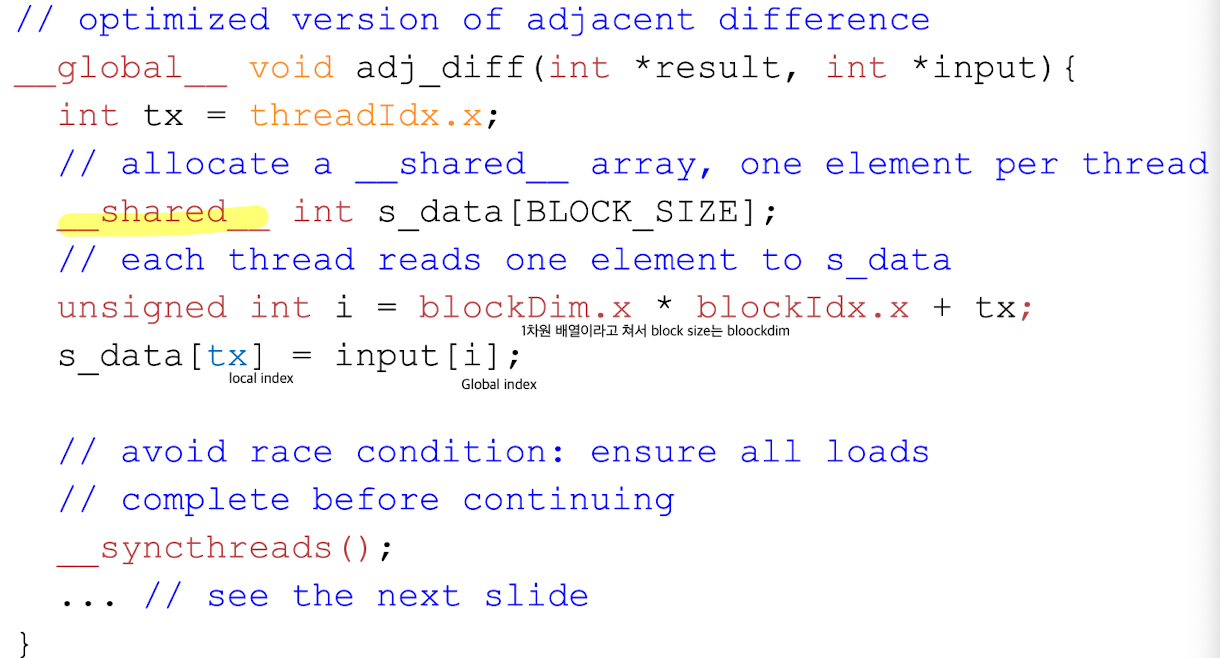 // optimized version of adjacent difference
__global__ void adj_diff(int *result, int *input){
int tx = threadIdx.x;
// allocate a __shared__ array, one element per thread
__shared__ int s_data[BLOCK_SIZE];
// each thread reads one element to s_data
unsigned int i = blockDim.x * blockIdx.x + tx;
1차원 배열이라고 쳐서 block size는 bloockdim
s_data[tx] = input[i];
local index
Global index
// avoid race condition: ensure all loads
// complete before continuing
__syncthreads();
... // see the next slide
}